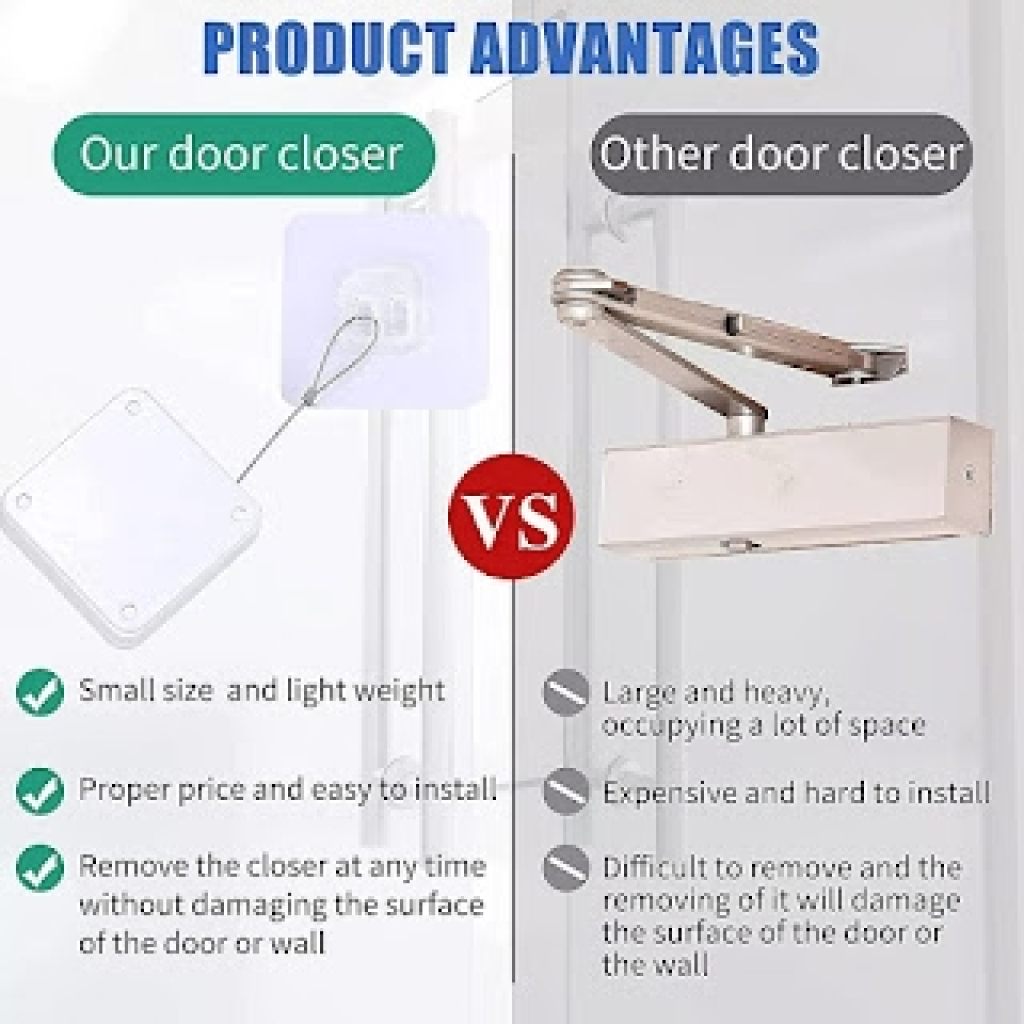 PRODUCT ADVANTAGES
Our door closer
Other door closer
VS
Small size and light weight
Proper price and easy to install
Remove the closer at any time
without damaging the surface
of the door or wall
Large and heavy,
occupying a lot of space
Expensive and hard to install
Difficult to remove and the
removing of it will damage
the surface of the door or
the wall